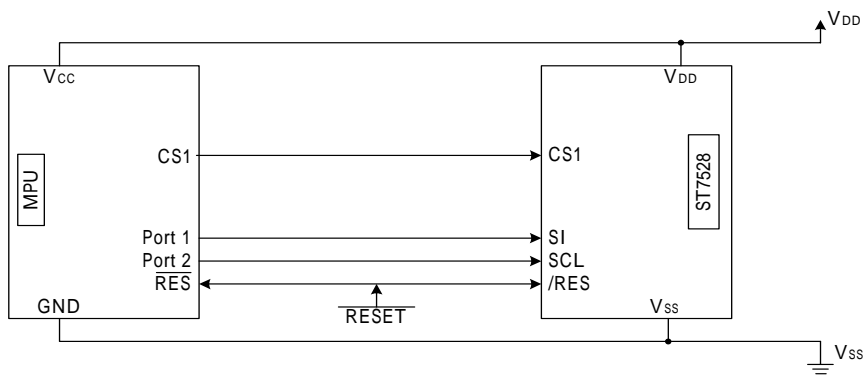 VDD
VCC
VDD
MPU
CS1
CS1
ST7528
Port 1
SI
Port 2
SCL
RES
/RES
RESET
GND
VSS
VSS